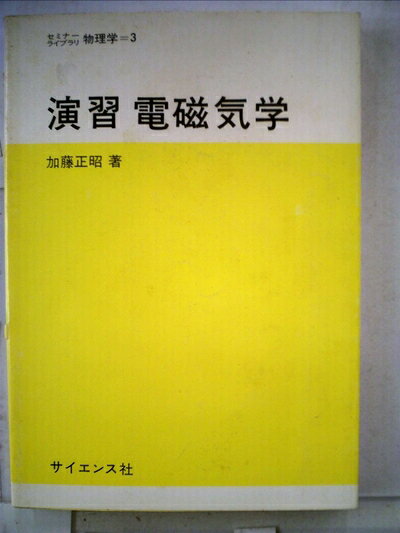 セミナー
ライブラリ 物理学=3
演習 電磁気学
加藤正昭 著
サイエンス社